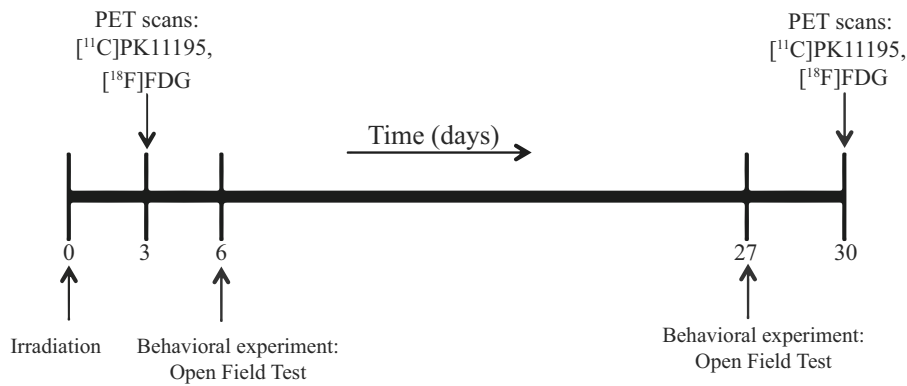 PET scans:
[¹¹C]PK11195,
[¹⁸F]FDG
PET scans:
[¹¹C]PK11195,
[¹⁸F]FDG
Time (days)
0
3
6
27
30
Irradiation
Behavioral experiment:
Open Field Test
Behavioral experiment:
Open Field Test